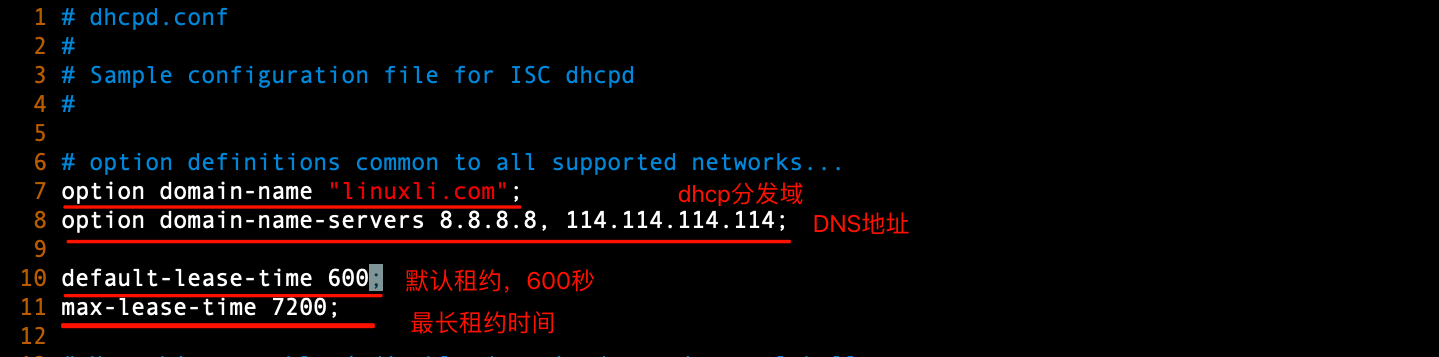 1 # dhcpd.conf
2 #
3 # Sample configuration file for ISC dhcpd
4 #
5
6 # option definitions common to all supported networks...
7 option domain-name "linuxli.com"; dhcp分发域
8 option domain-name-servers 8.8.8.8, 114.114.114.114; DNS地址
9
10 default-lease-time 600; 默认租约，600秒
11 max-lease-time 7200; 最长租约时间
12